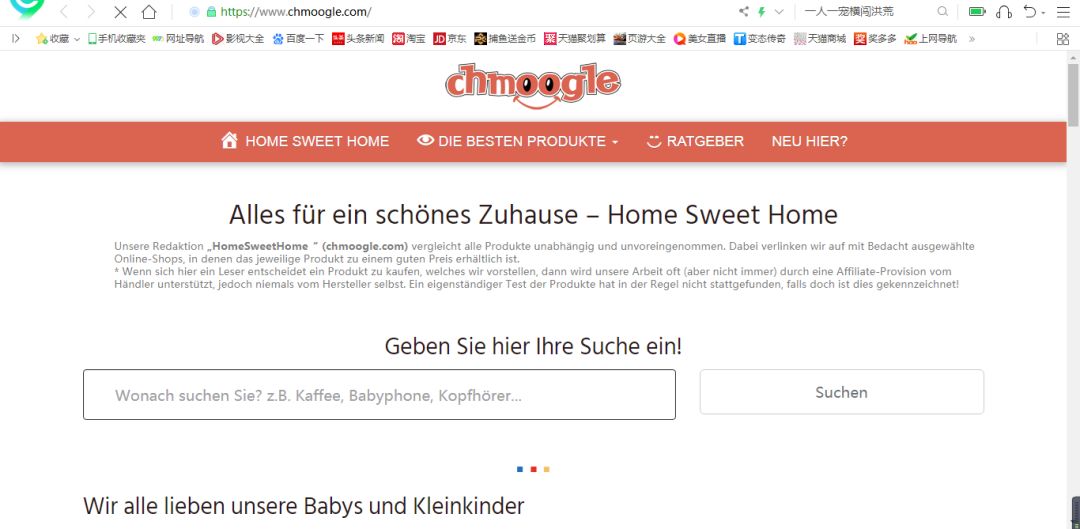 https://www.chmoogle.com/
一人一宠横闯洪荒
收藏
手机收藏夹
网址导航
影视大全
百度一下
头条 头条新闻
淘 淘宝
JD 京东
捕鱼送金币
聚 天猫聚划算
页游大全
美女直播
T 变态传奇
天猫商城
奖 奖多多
hao 上网导航
»
chmoogle
HOME SWEET HOME
DIE BESTEN PRODUKTE
RATGEBER
NEU HIER?
Alles für ein schönes Zuhause – Home Sweet Home
Unsere Redaktion „HomeSweetHome “ (chmoogle.com) vergleicht alle Produkte unabhängig und unvoreingenommen. Dabei verlinken wir auf mit Bedacht ausgewählte
Online-Shops, in denen das jeweilige Produkt zu einem guten Preis erhältlich ist.
* Wenn sich hier ein Leser entscheidet ein Produkt zu kaufen, welches wir vorstellen, dann wird unsere Arbeit oft (aber nicht immer) durch eine Affiliate-Provision vom
Händler unterstützt, jedoch niemals vom Hersteller selbst. Ein eigenständiger Test der Produkte hat in der Regel nicht stattgefunden, falls doch ist dies gekennzeichnet!
Geben Sie hier Ihre Suche ein!
Wonach suchen Sie? z.B. Kaffee, Babyphone, Kopfhörer...
Suchen
Wir alle lieben unsere Babys und Kleinkinder